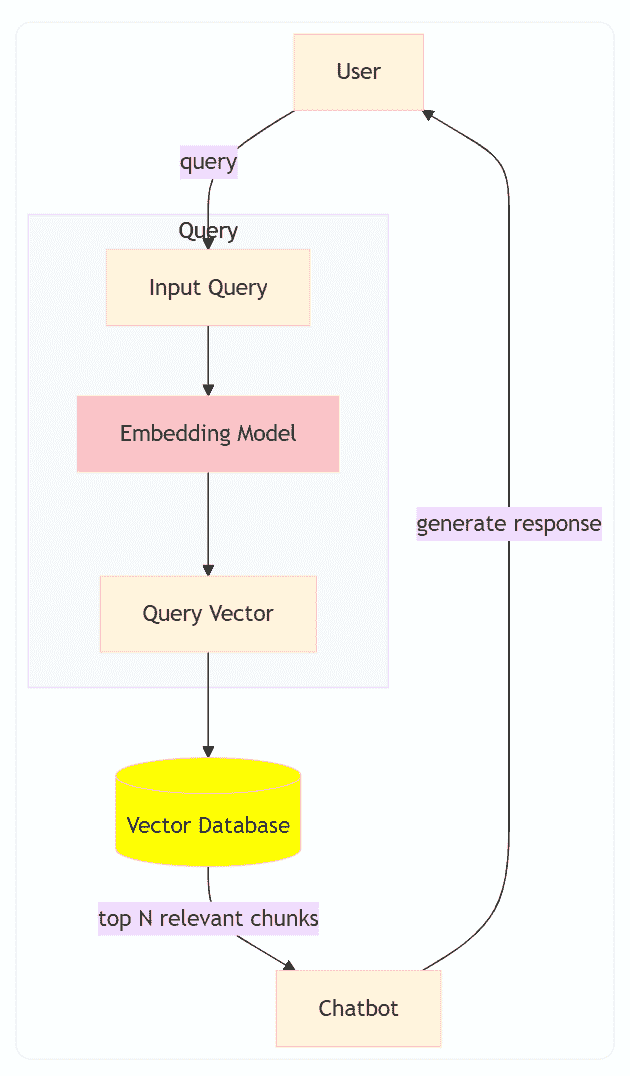 User
query
Query
Input Query
Embedding Model
generate response
Query Vector
Vector Database
top N relevant chunks
Chatbot